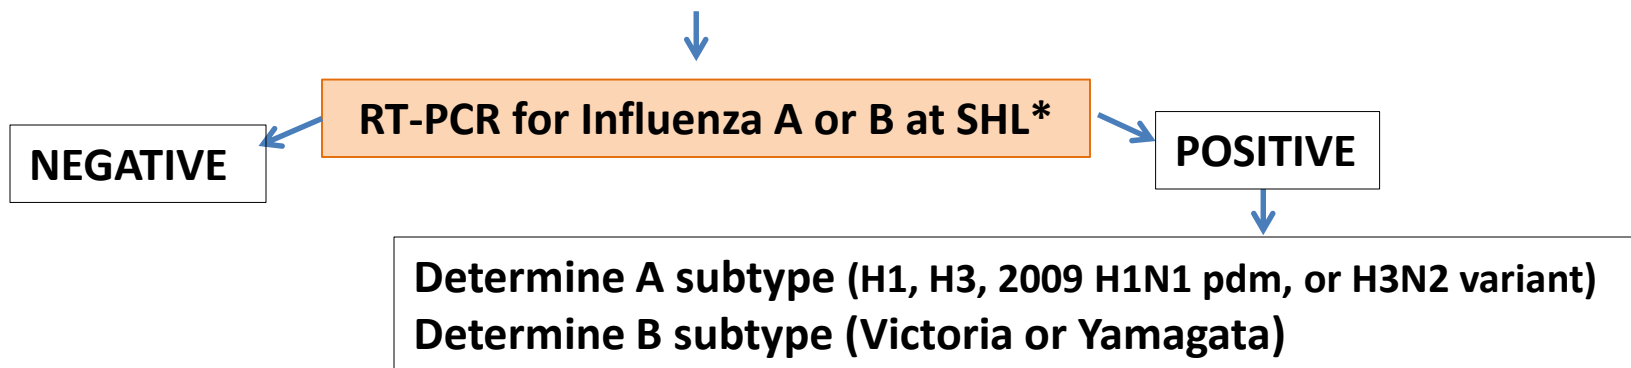 RT-PCR for Influenza A or B at SHL*
NEGATIVE
POSITIVE
Determine A subtype (H1, H3, 2009 H1N1 pdm, or H3N2 variant)
Determine B subtype (Victoria or Yamagata)